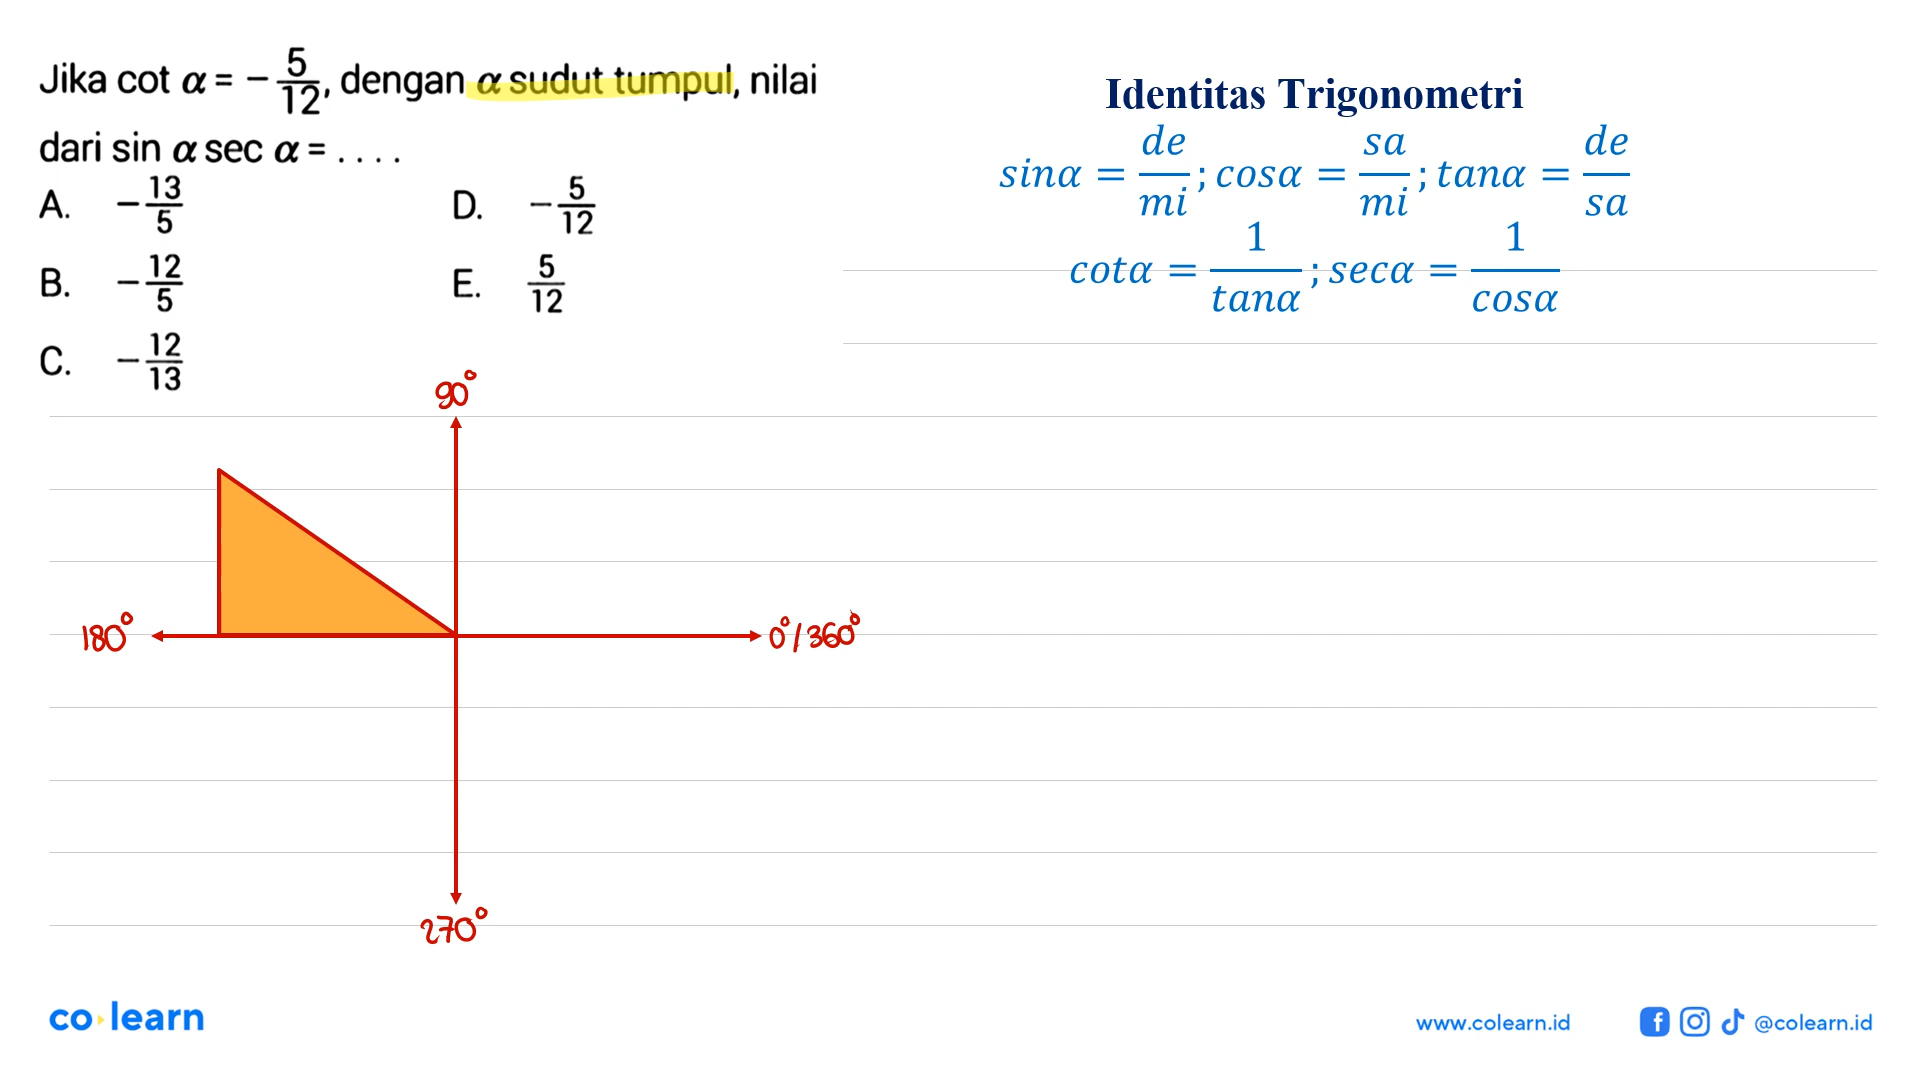 Jika cot α = -5/12, dengan α sudut tumpul, nilai
dari sin α sec α = ....
A. -13/5
B. -12/5
C. -12/13
D. -5/12
E. 5/12
Identitas Trigonometri
sinα = de/mi ; cosα = sa/mi ; tanα = de/sa
cotα = 1/tanα ; secα = 1/cosα
90°
180°
0°/360°
270°
co learn
www.colearn.id
@colearn.id